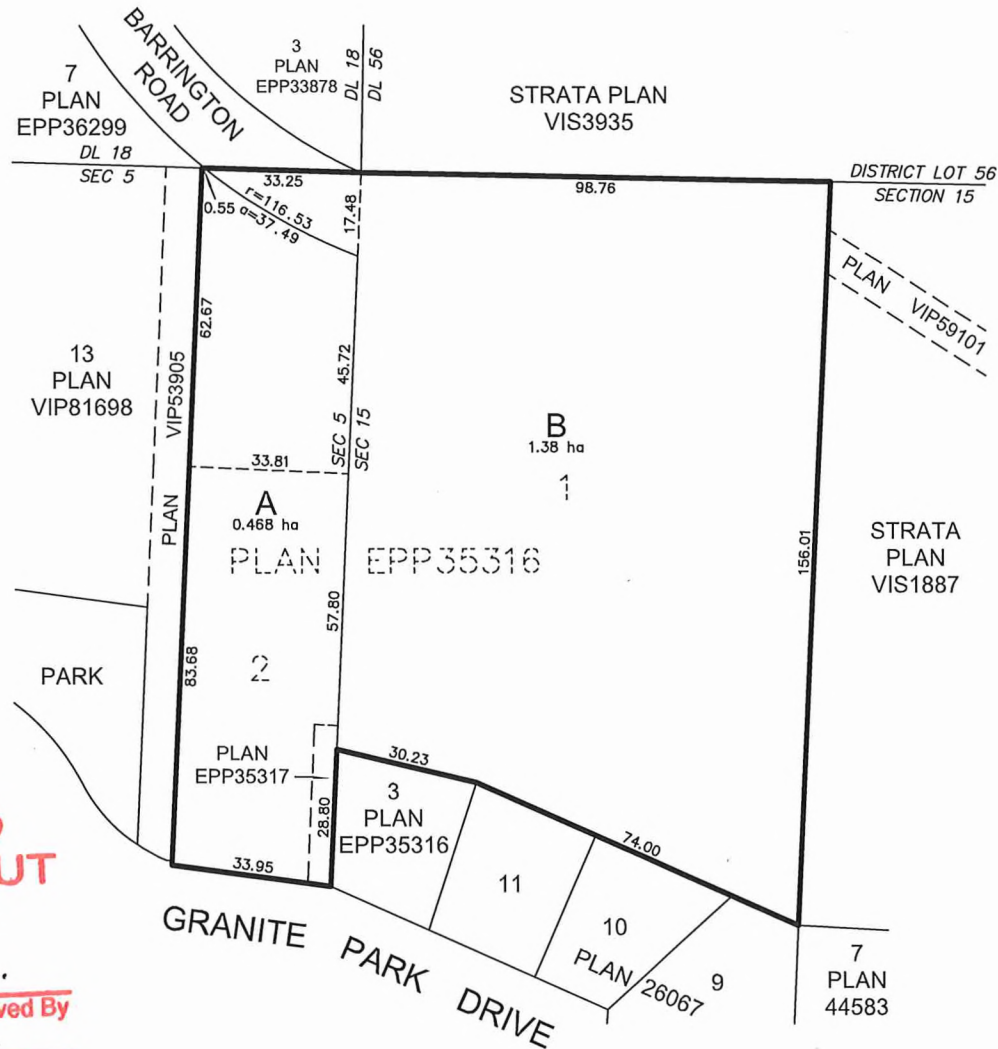 BARRINGTON
ROAD
3
PLAN
EPP33878
DL 18
DL 56
STRATA PLAN
VIS3935
7
PLAN
EPP36299
DL 18
SEC 5
DISTRICT LOT 56
SECTION 15
33.25
98.76
0.55
r=116.53
a=37.49
17.48
PLAN VIP59101
62.67
45.72
13
PLAN
VIP81698
PLAN VIP53905
SEC 5
SEC 15
B
1.38 ha
1
33.81
A
0.468 ha
PLAN EPP35316
STRATA
PLAN
VIS1887
156.01
57.80
83.68
2
PARK
PLAN
EPP35317
30.23
28.80
3
PLAN
EPP35316
74.00
33.95
11
10
9
PLAN 26067
7
PLAN
44583
GRANITE PARK DRIVE
UT
ved By